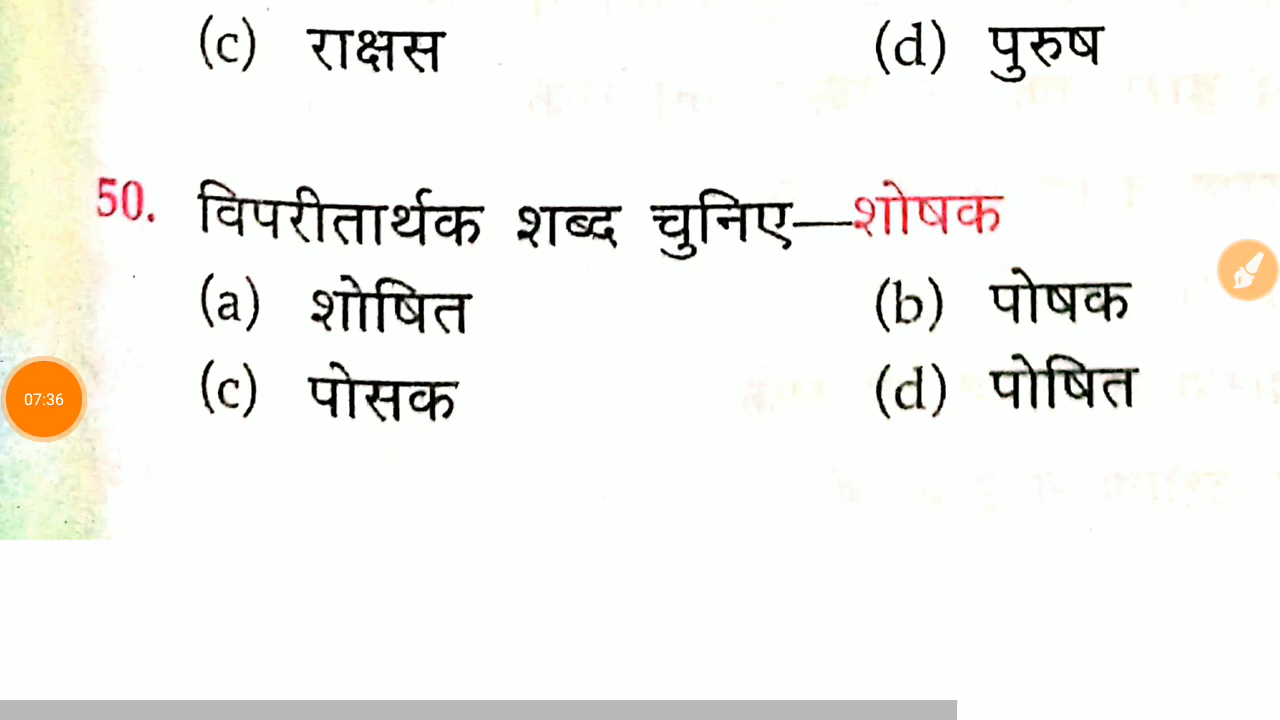 (c) राक्षस (d) पुरुष
50. विपरीतार्थक शब्द चुनिए—शोषक
(a) शोषित (b) पोषक
07:36
(c) पोसक (d) पोषित